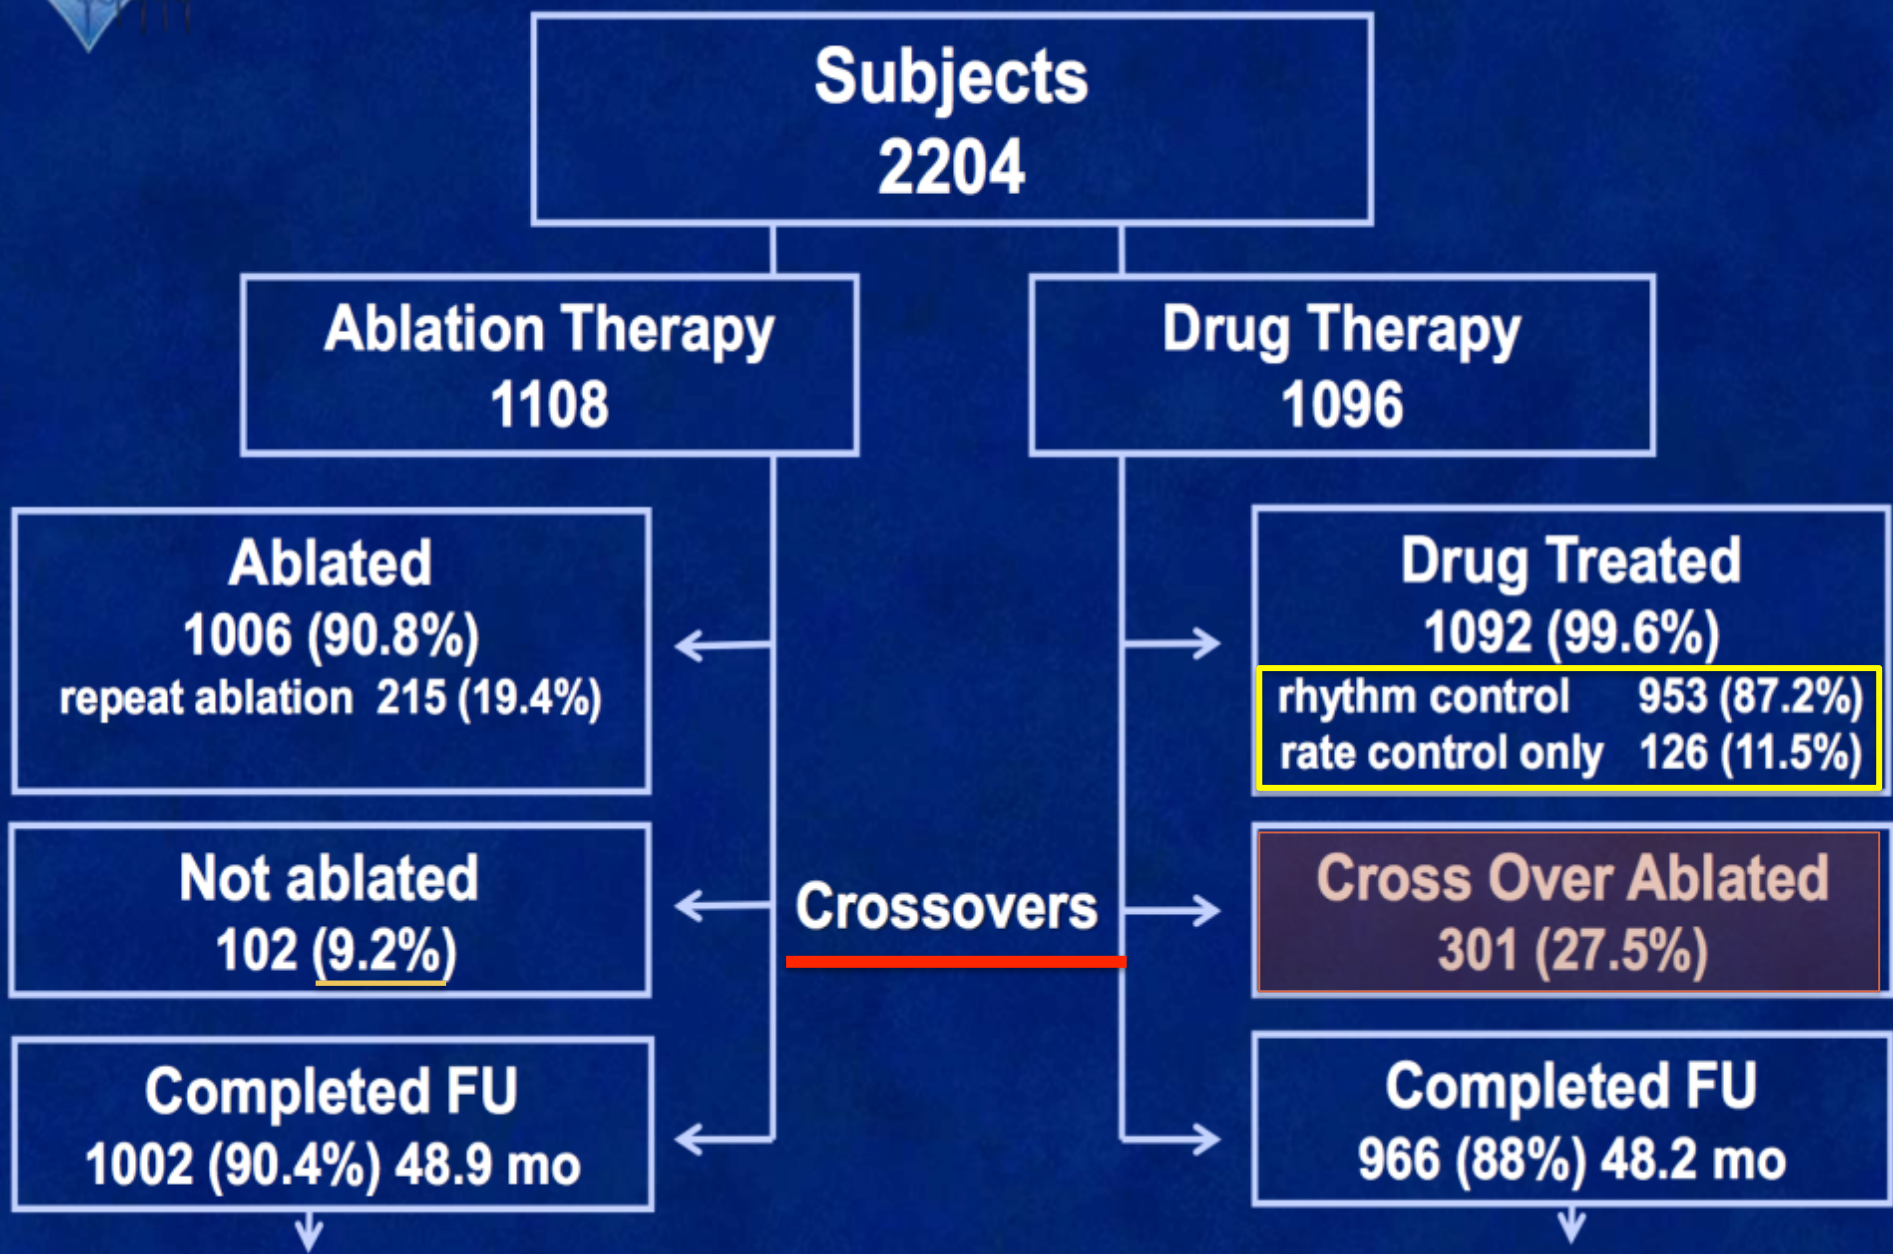 Subjects
2204
Ablation Therapy
1108
Drug Therapy
1096
Ablated
1006 (90.8%)
repeat ablation 215 (19.4%)
Drug Treated
1092 (99.6%)
rhythm control 953 (87.2%)
rate control only 126 (11.5%)
Not ablated
102 (9.2%)
Crossovers
Cross Over Ablated
301 (27.5%)
Completed FU
1002 (90.4%) 48.9 mo
Completed FU
966 (88%) 48.2 mo